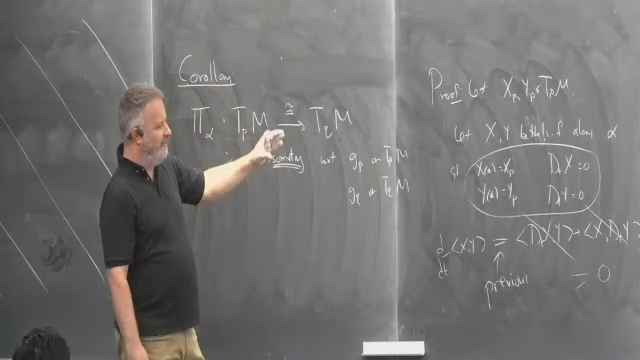 Corollary
Π_α : T_pM ≅→ T_qM
isometry wrt g_p on T_pM
g_q on T_qM
Proof Let X_p, Y_p ∈ T_pM.
Let X, Y be the v.f along α
st X(a) = X_p D_tX = 0
Y(a) = Y_p D_tY = 0
d/dt <X,Y> = <D_tX, Y> + <X, D_tY>
↑
previous
= 0